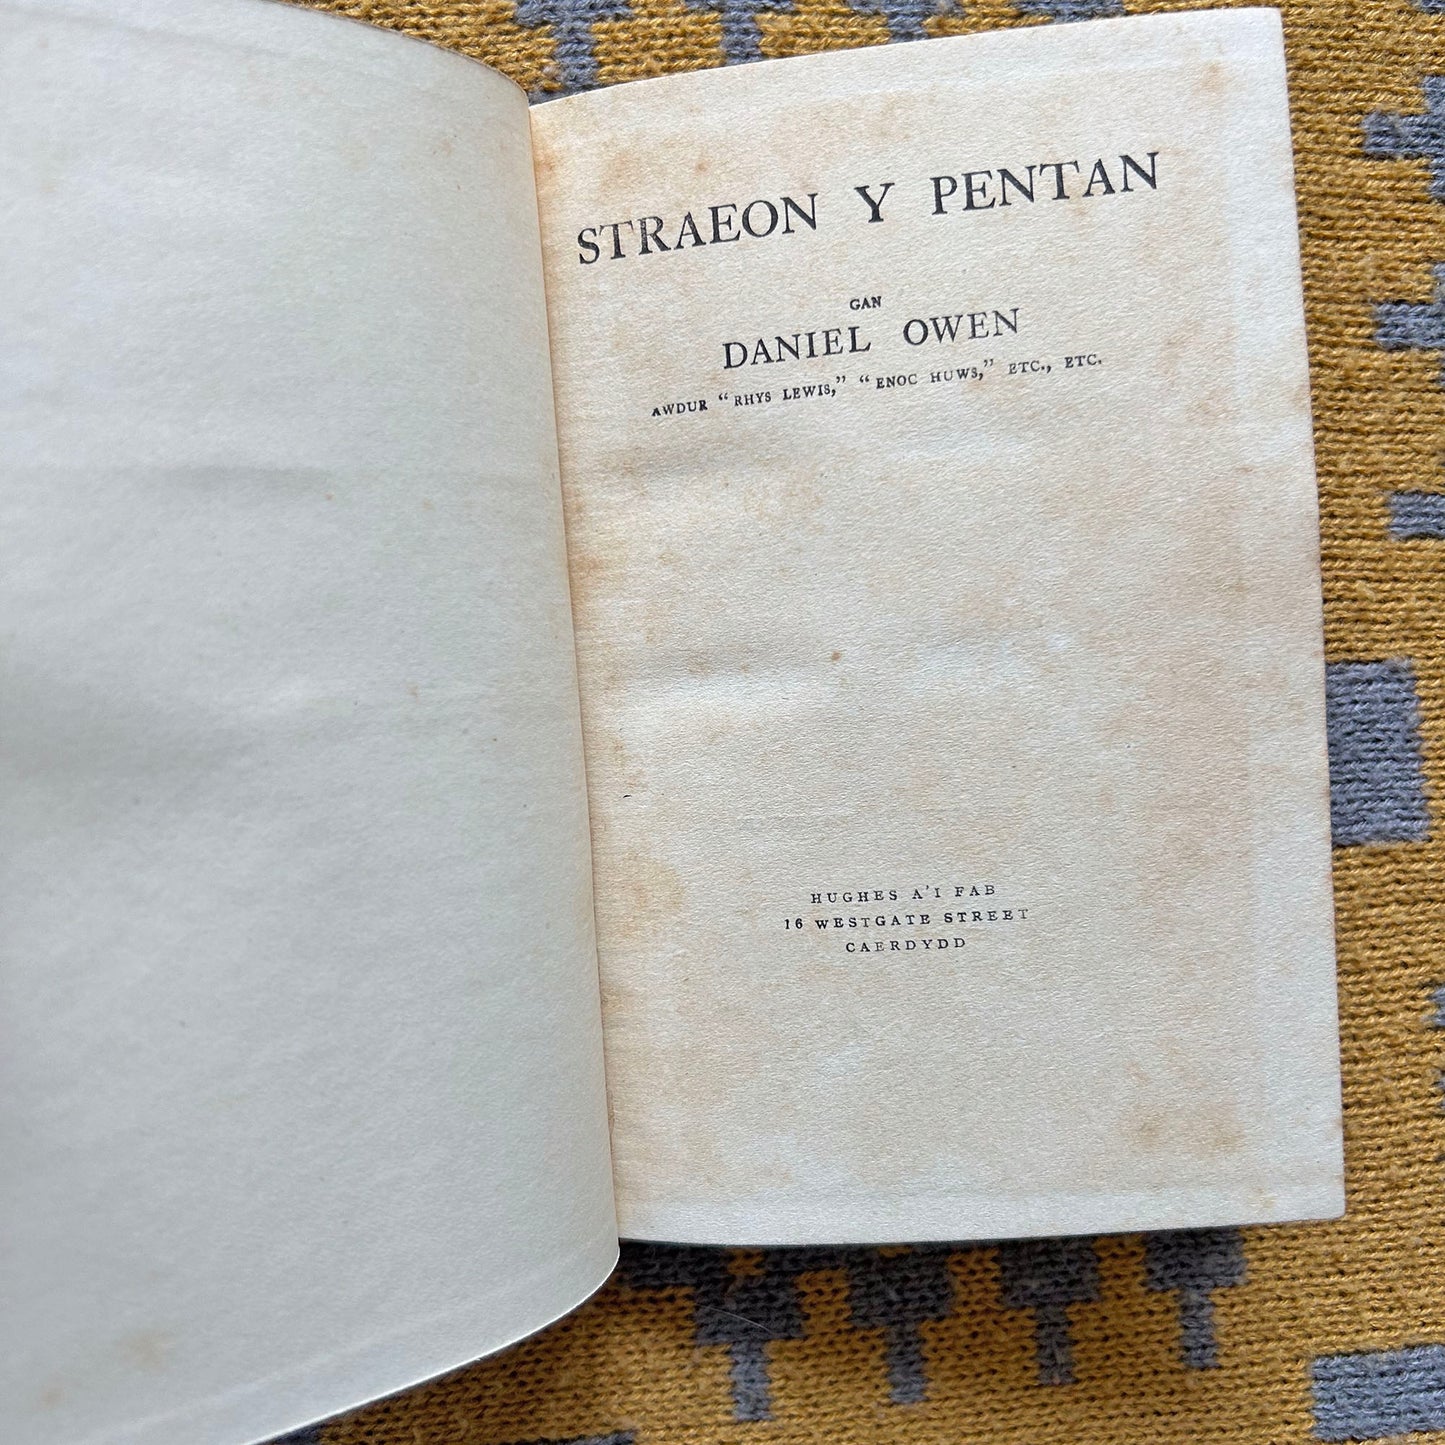 STRAEON Y PENTAN
GAN
DANIEL OWEN
AWDUR “RHYS LEWIS,” “ENOC HUWS,” ETC., ETC.
HUGHES A'I FAB
16 WESTGATE STREET
CAERDYDD